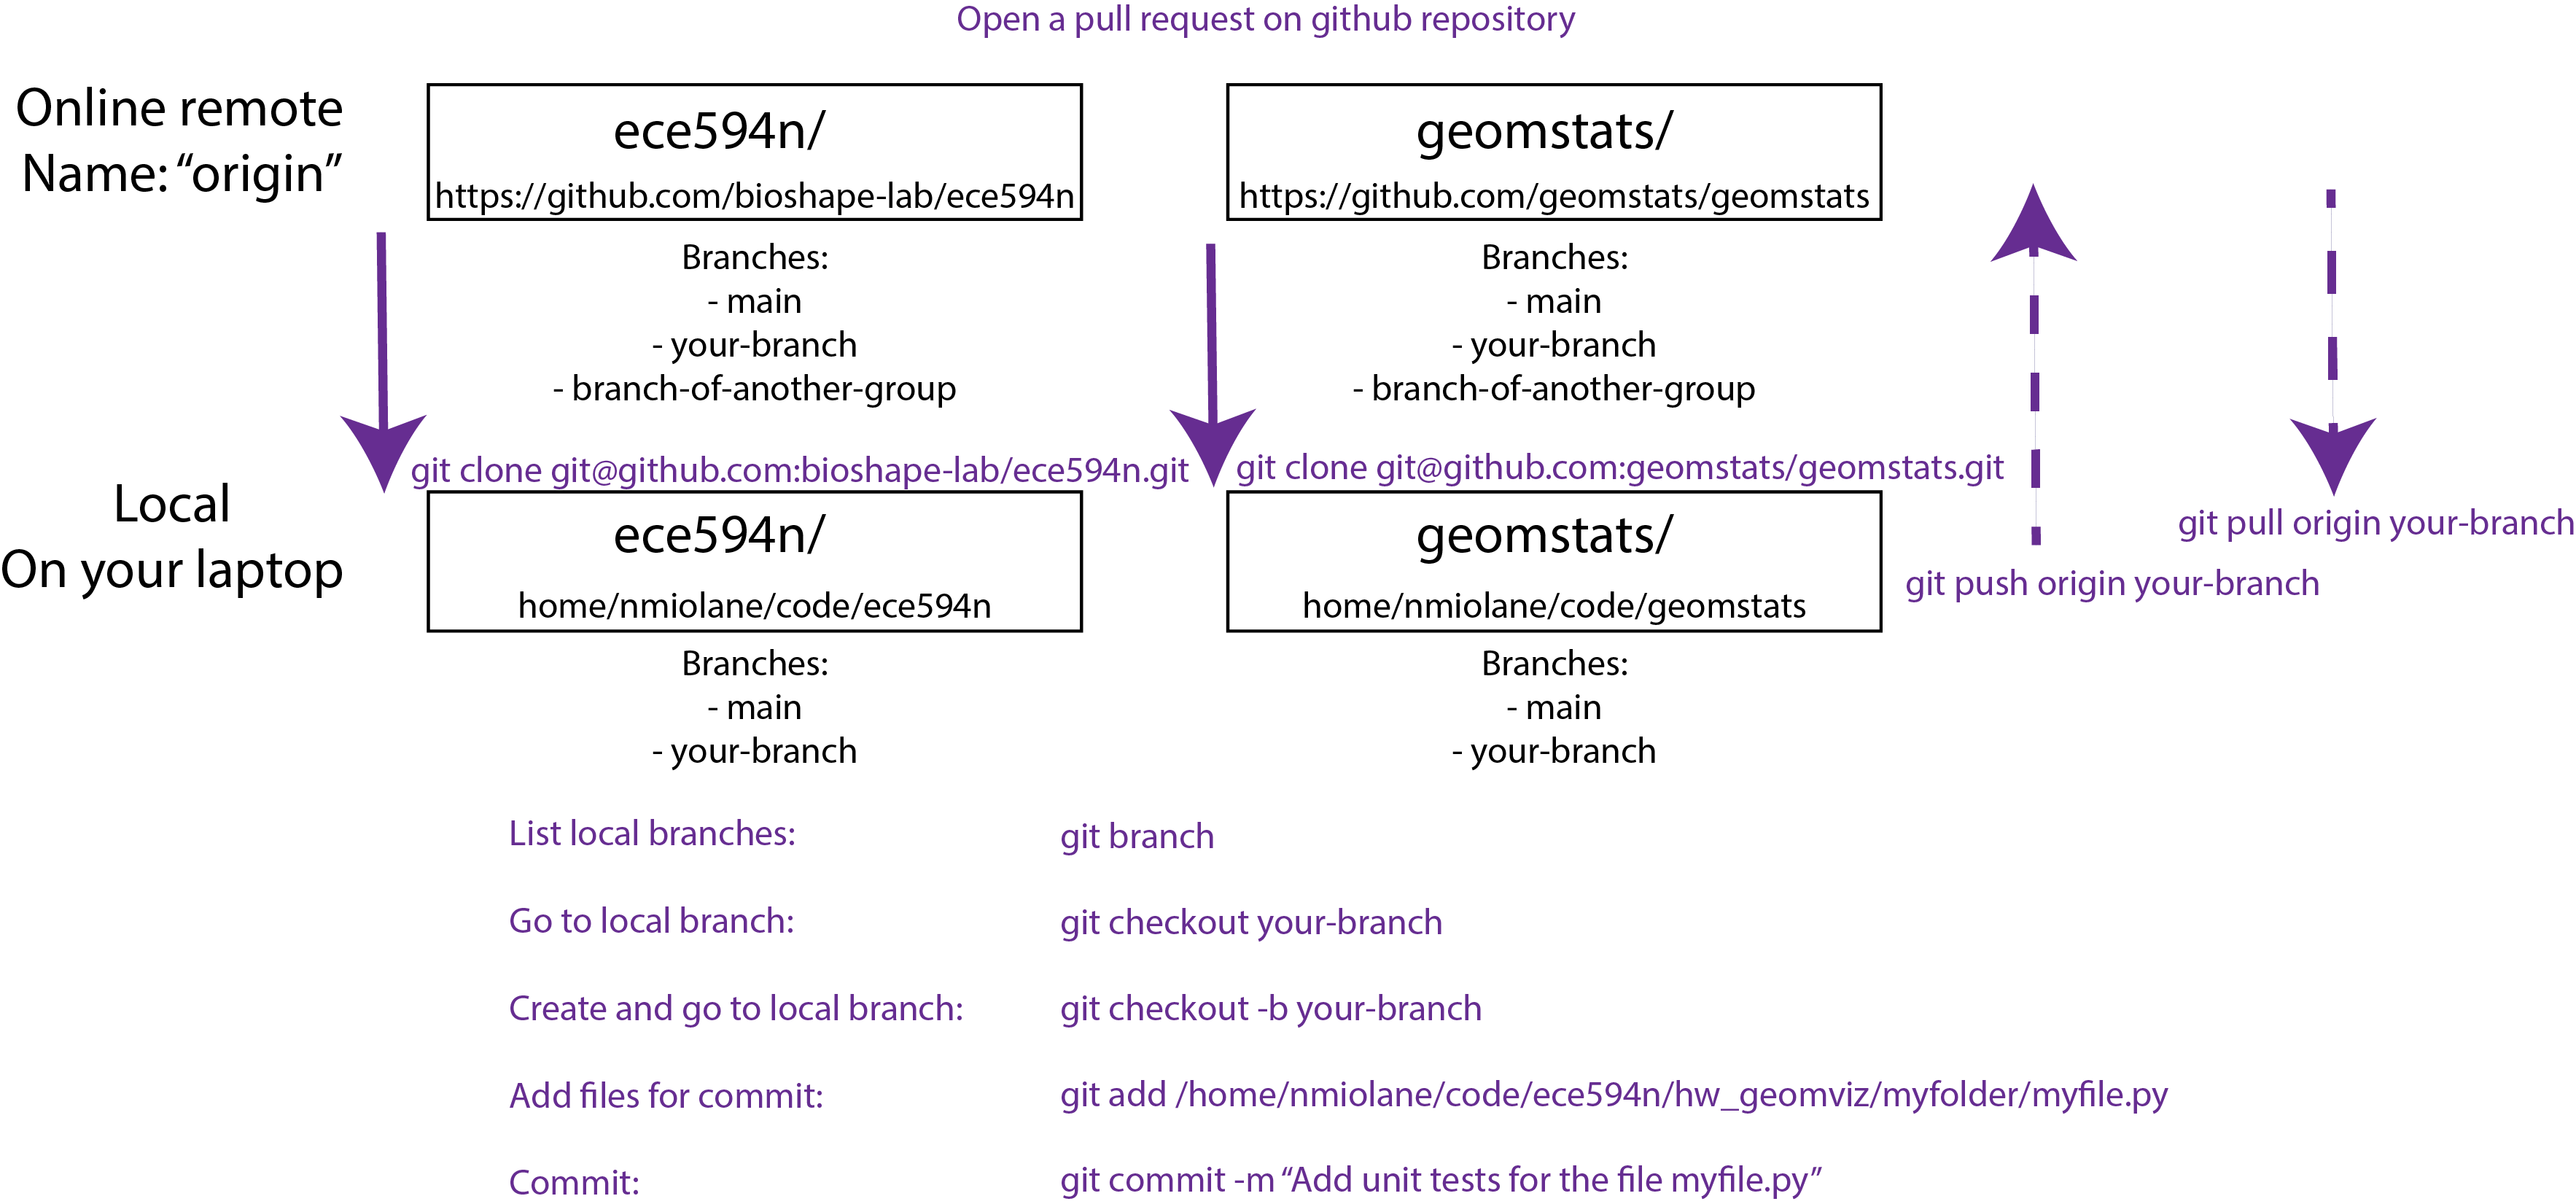 Open a pull request on github repository
Online remote
Name: “origin”
ece594n/
https://github.com/bioshape-lab/ece594n
geomstats/
https://github.com/geomstats/geomstats
Branches:
- main
- your-branch
- branch-of-another-group
Branches:
- main
- your-branch
- branch-of-another-group
git clone git@github.com:bioshape-lab/ece594n.git
git clone git@github.com:geomstats/geomstats.git
Local
On your laptop
ece594n/
home/nmiolane/code/ece594n
geomstats/
home/nmiolane/code/geomstats
git pull origin your-branch
git push origin your-branch
Branches:
- main
- your-branch
Branches:
- main
- your-branch
List local branches: git branch
Go to local branch: git checkout your-branch
Create and go to local branch: git checkout -b your-branch
Add files for commit: git add /home/nmiolane/code/ece594n/hw_geomviz/myfolder/myfile.py
Commit: git commit -m “Add unit tests for the file myfile.py”